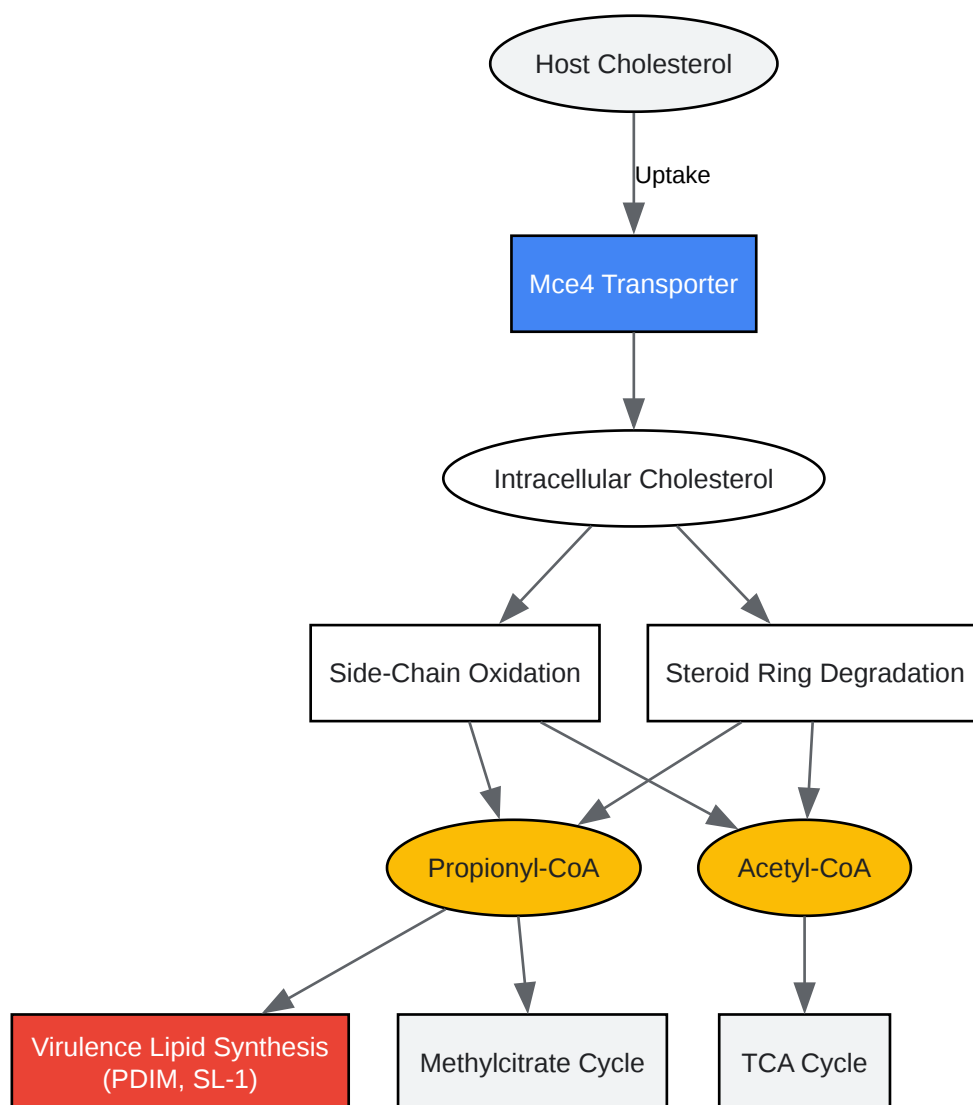 Host Cholesterol
Uptake
Mce4 Transporter
Intracellular Cholesterol
Side-Chain Oxidation
Steroid Ring Degradation
Propionyl-CoA
Acetyl-CoA
Virulence Lipid Synthesis
(PDIM, SL-1)
Methylcitrate Cycle
TCA Cycle